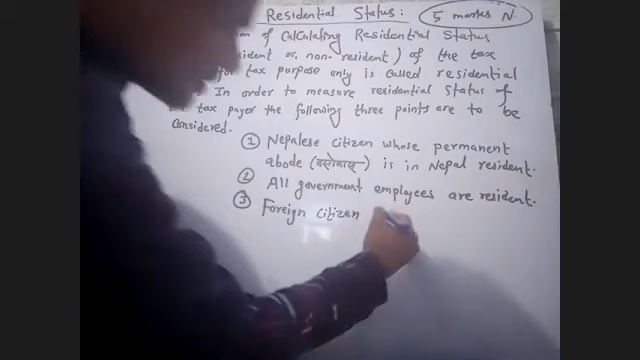 Residential Status: 5 marks N.
of Calculating Residential Status
or, non-resident) of the tax
tax purpose only is called residential
In order to measure residential status of
tax payer the following three points are to be
Considered.
① Nepalese Citizen whose permanent
abode (बसोबास) is in Nepal resident.
② All government employees are resident.
③ Foreign citizen